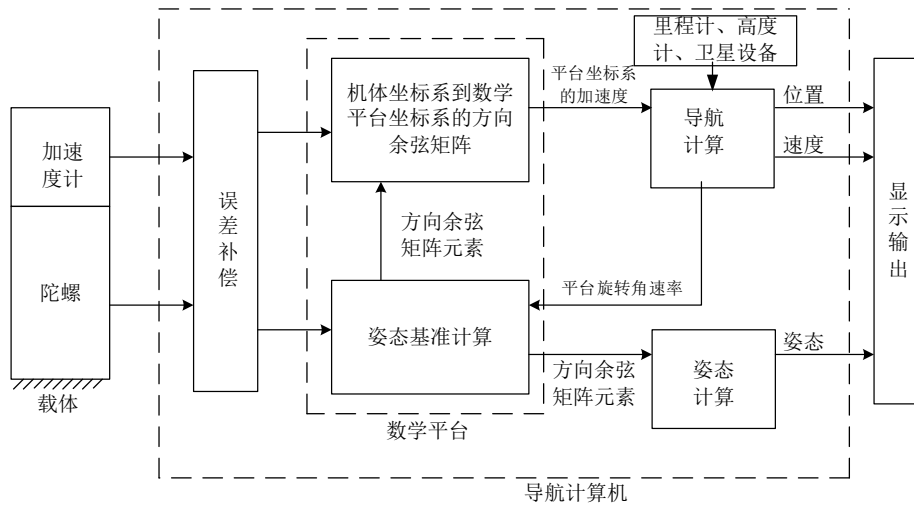 里程计、高度
计、卫星设备
平台坐标系
的加速度
机体坐标系到数学
平台坐标系的方向
余弦矩阵
导航
计算
位置
速度
加速
度计
误差补偿
显示输出
方向余弦
矩阵元素
陀螺
平台旋转角速率
姿态基准计算
姿态
方向余弦
矩阵元素
姿态
计算
载体
数学平台
导航计算机